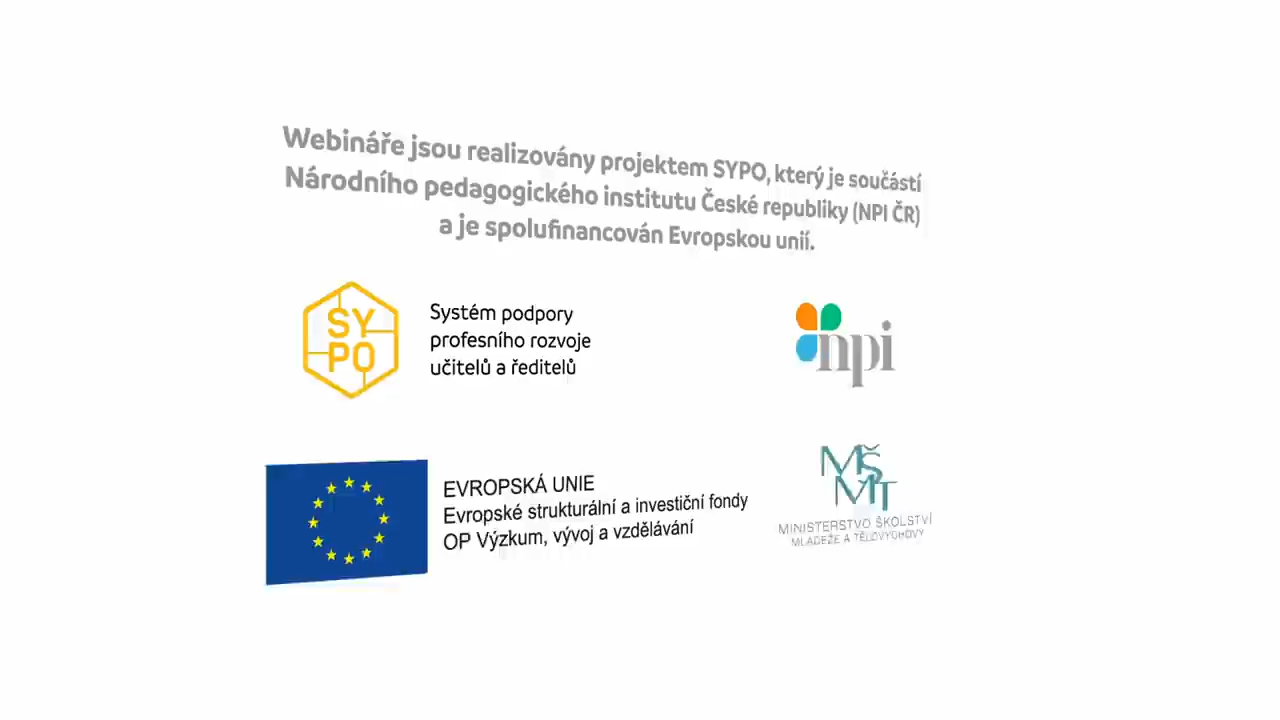 Webináře jsou realizovány projektem SYPO, který je součástí
Národního pedagogického institutu České republiky (NPI ČR)
a je spolufinancován Evropskou unií.
SY
PO
Systém podpory
profesního rozvoje
učitelů a ředitelů
npi
EVROPSKÁ UNIE
Evropské strukturální a investiční fondy
OP Výzkum, vývoj a vzdělávání
MŠ
MT
MINISTERSTVO ŠKOLSTVÍ
MLÁDEŽE A TĚLOVÝCHOVY